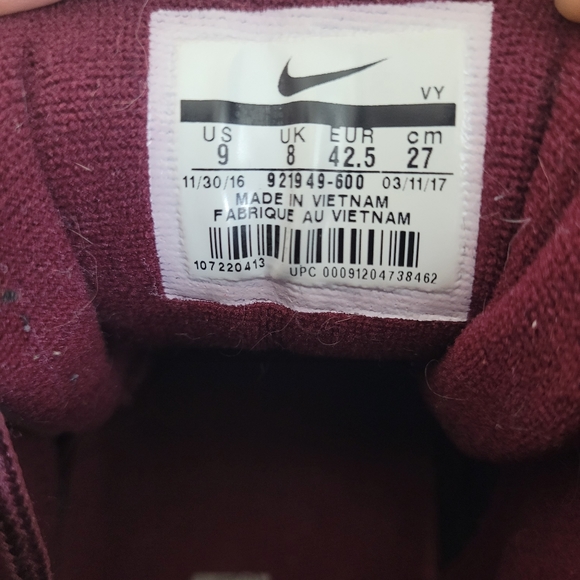 VY
US UK EUR cm
9 8 42.5 27
11/30/16 921949-600 03/11/17
MADE IN VIETNAM
FABRIQUE AU VIETNAM
107220413
UPC 00091204738462